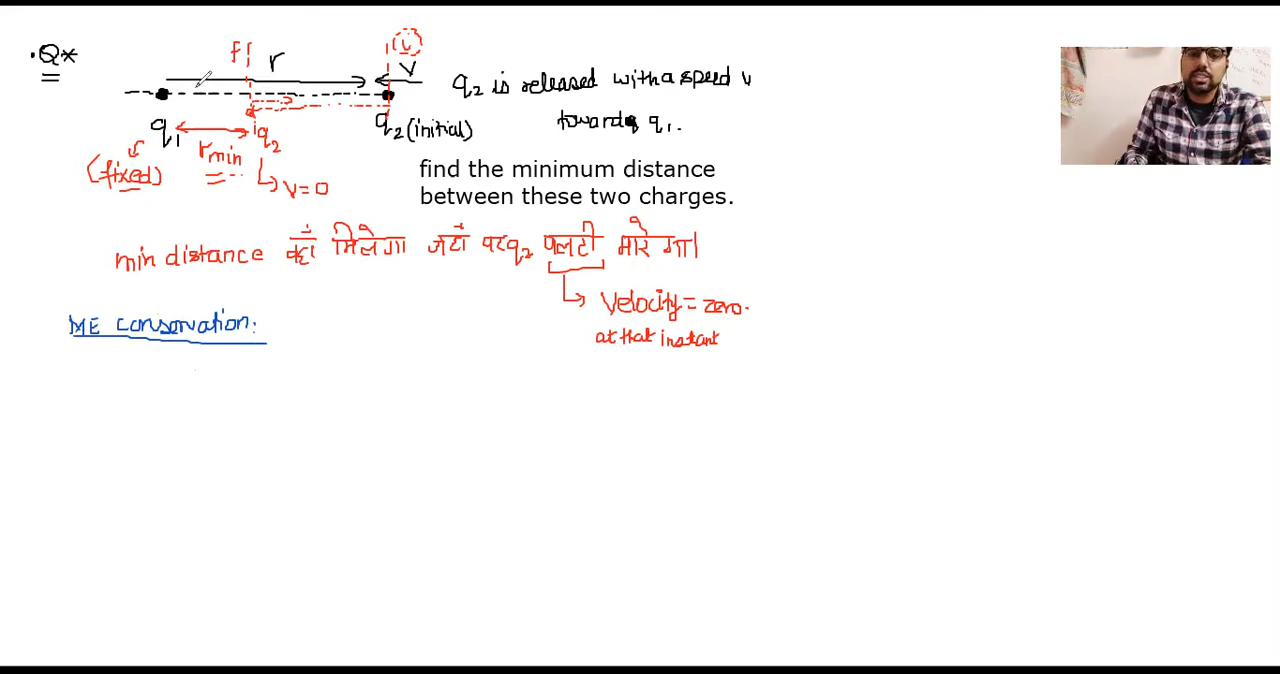 . Q*
f
r
(i)
V
q₂ is released with a speed v
towards q₁.
q₁
q₂
q₂ (initial)
(fixed)
rmin
V=0
find the minimum distance
between these two charges.
min distance कहां मिलेगा जहां पर q₂ पलटी मारेगा।
Velocity = zero.
at that instant
ME conservation: